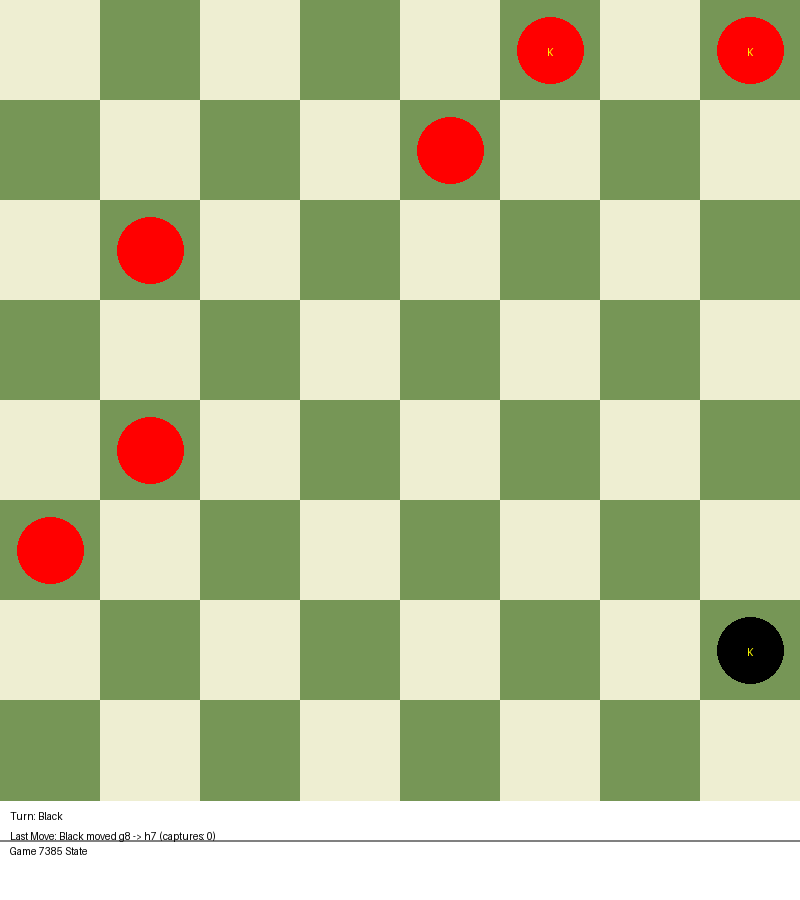 K K
K
Turn: Black
Last Move: Black moved g8 -> h7 (captures: 0)
Game 7385 State